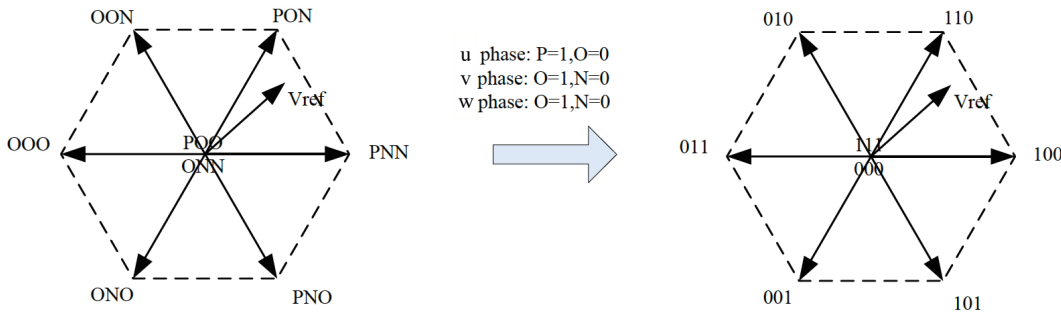 OON
PON
Vref
OOO
POO
ONN
PNN
ONO
PNO
u phase: P=1,O=0
v phase: O=1,N=0
w phase: O=1,N=0
010
110
Vref
011
111
000
100
001
101